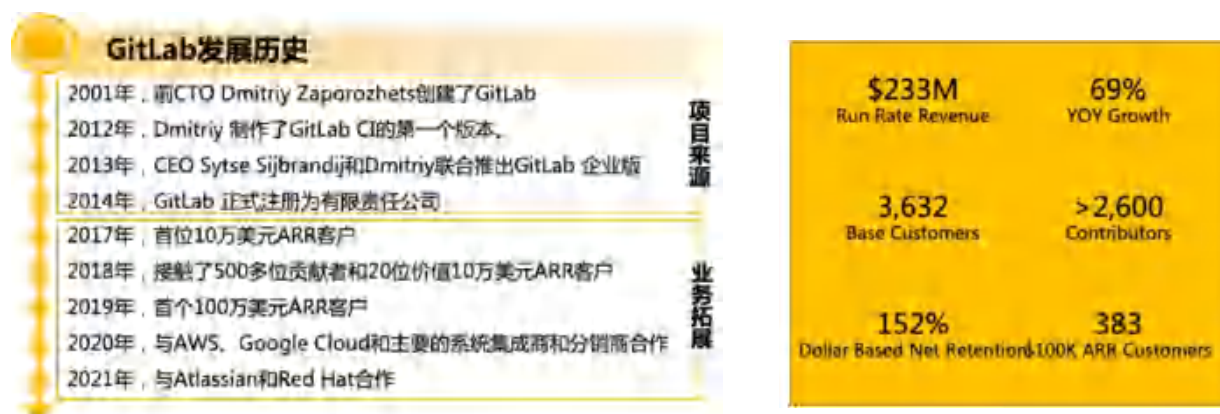 GitLab发展历史
2001年，前CTO Dmitriy Zaporozhets创建了GitLab
2012年，Dmitriy 制作了GitLab CI的第一个版本。
2013年，CEO Sytse Sijbrandij和Dmitriy联合推出GitLab 企业版
2014年，GitLab 正式注册为有限责任公司
项目来源
2017年，首位10万美元ARR客户
2018年，接触了500多位贡献者和20位价值10万美元ARR客户
2019年，首个100万美元ARR客户
2020年，与AWS、Google Cloud和主要的系统集成商和分销商合作
2021年，与Atlassian和Red Hat合作
业务拓展
$233M
Run Rate Revenue
69%
YOY Growth
3,632
Base Customers
>2,600
Contributors
152%
Dollar Based Net Retention
383
$100K ARR Customers